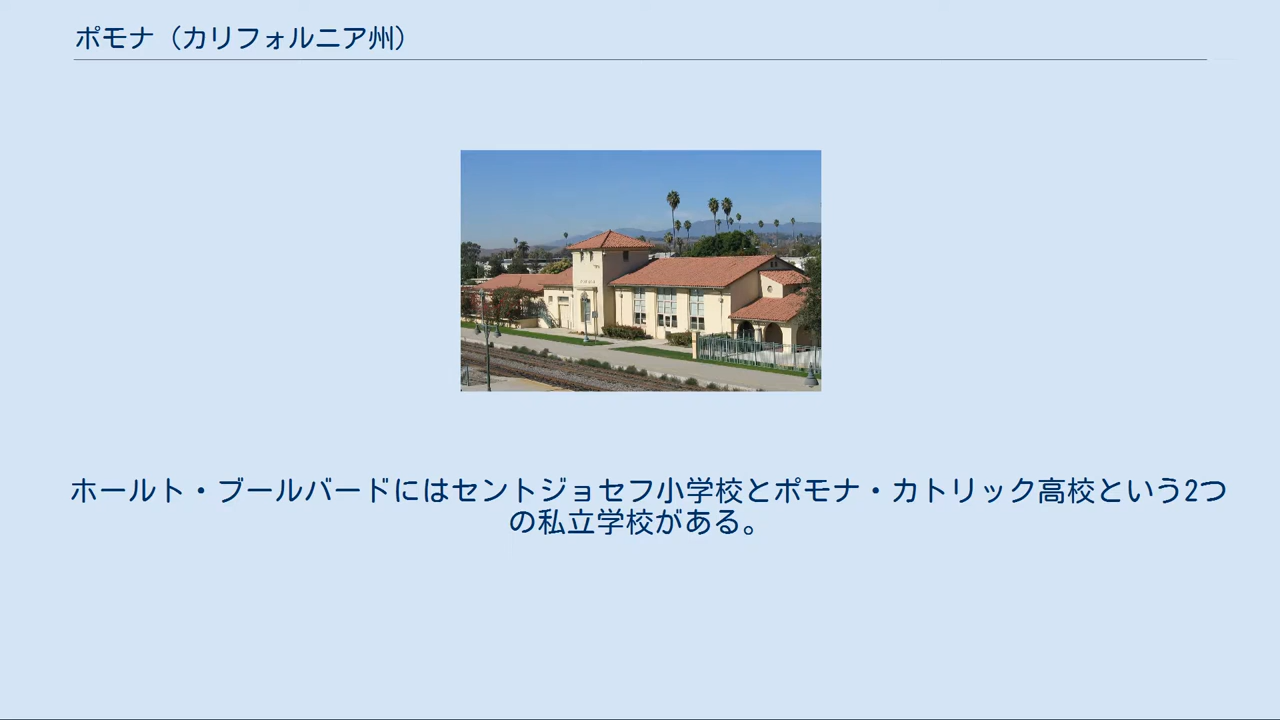 ポモナ（カリフォルニア州）
ホールト・ブールバードにはセントジョセフ小学校とポモナ・カトリック高校という2つ
の私立学校がある。